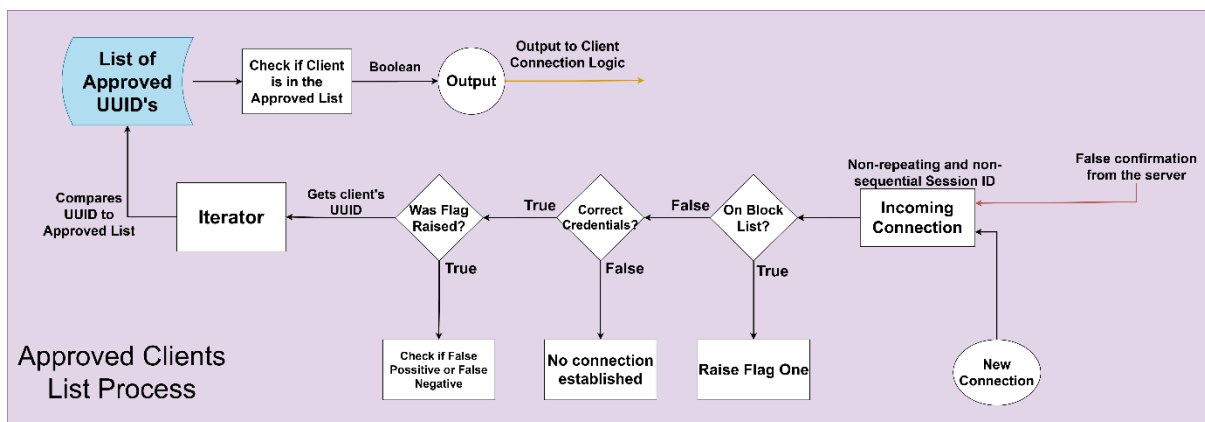 List of
Approved
UUID's
Check if Client
is in the
Approved List
Boolean
Output
Output to Client
Connection Logic
Non-repeating and non-
sequential Session ID
False confirmation
from the server
Compares
UUID to
Approved List
Iterator
Gets client's
UUID
Was Flag
Raised?
True
Correct
Credentials?
False
On Block
List?
Incoming
Connection
True
False
True
Check if False
Possitive or False
Negative
No connection
established
Raise Flag One
New
Connection
Approved Clients
List Process